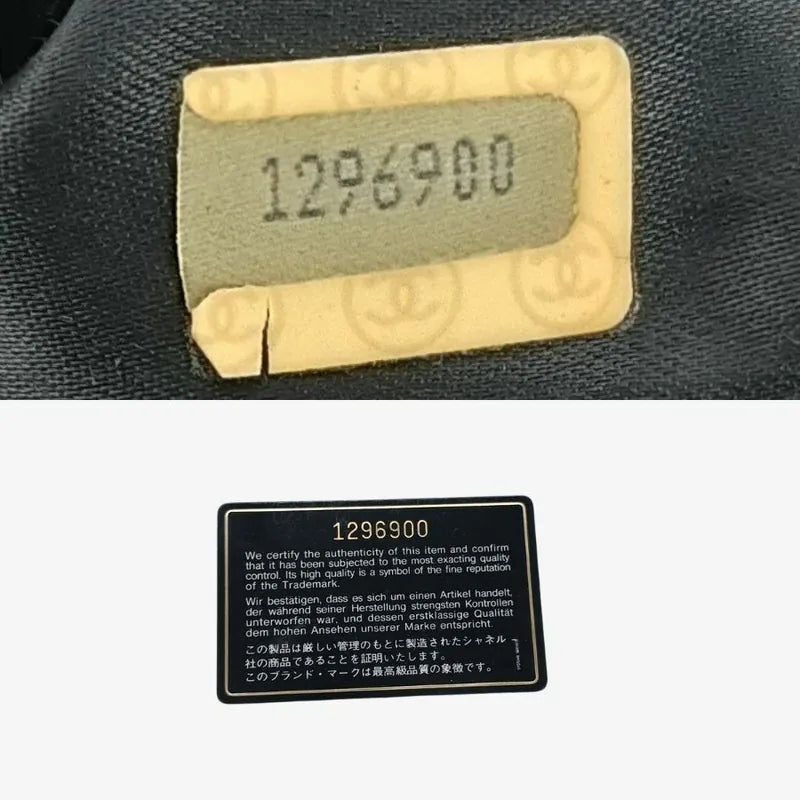 1296900
1296900
We certify the authenticity of this item and confirm
that it has been subjected to the most exacting quality
control. Its high quality is a symbol of the fine reputation
of the Trademark.
Wir bestätigen, dass es sich um einen Artikel handelt,
der während seiner Herstellung strengsten Kontrollen
unterworfen war, und dessen erstklassige Qualität
dem hohen Ansehen unserer Marke entspricht.
この製品は厳しい管理のもとに製造されたシャネル
社の商品であることを証明いたします。
このブランド・マークは最高級品質の象徴です。